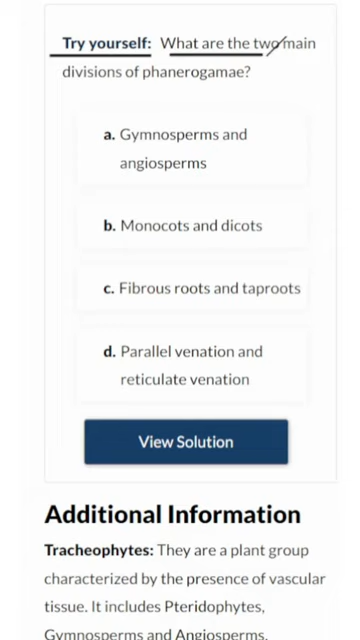 Try yourself: What are the two main
divisions of phanerogamae?
a. Gymnosperms and
angiosperms
b. Monocots and dicots
c. Fibrous roots and taproots
d. Parallel venation and
reticulate venation
View Solution
Additional Information
Tracheophytes: They are a plant group
characterized by the presence of vascular
tissue. It includes Pteridophytes,
Gymnosperms and Angiosperms.